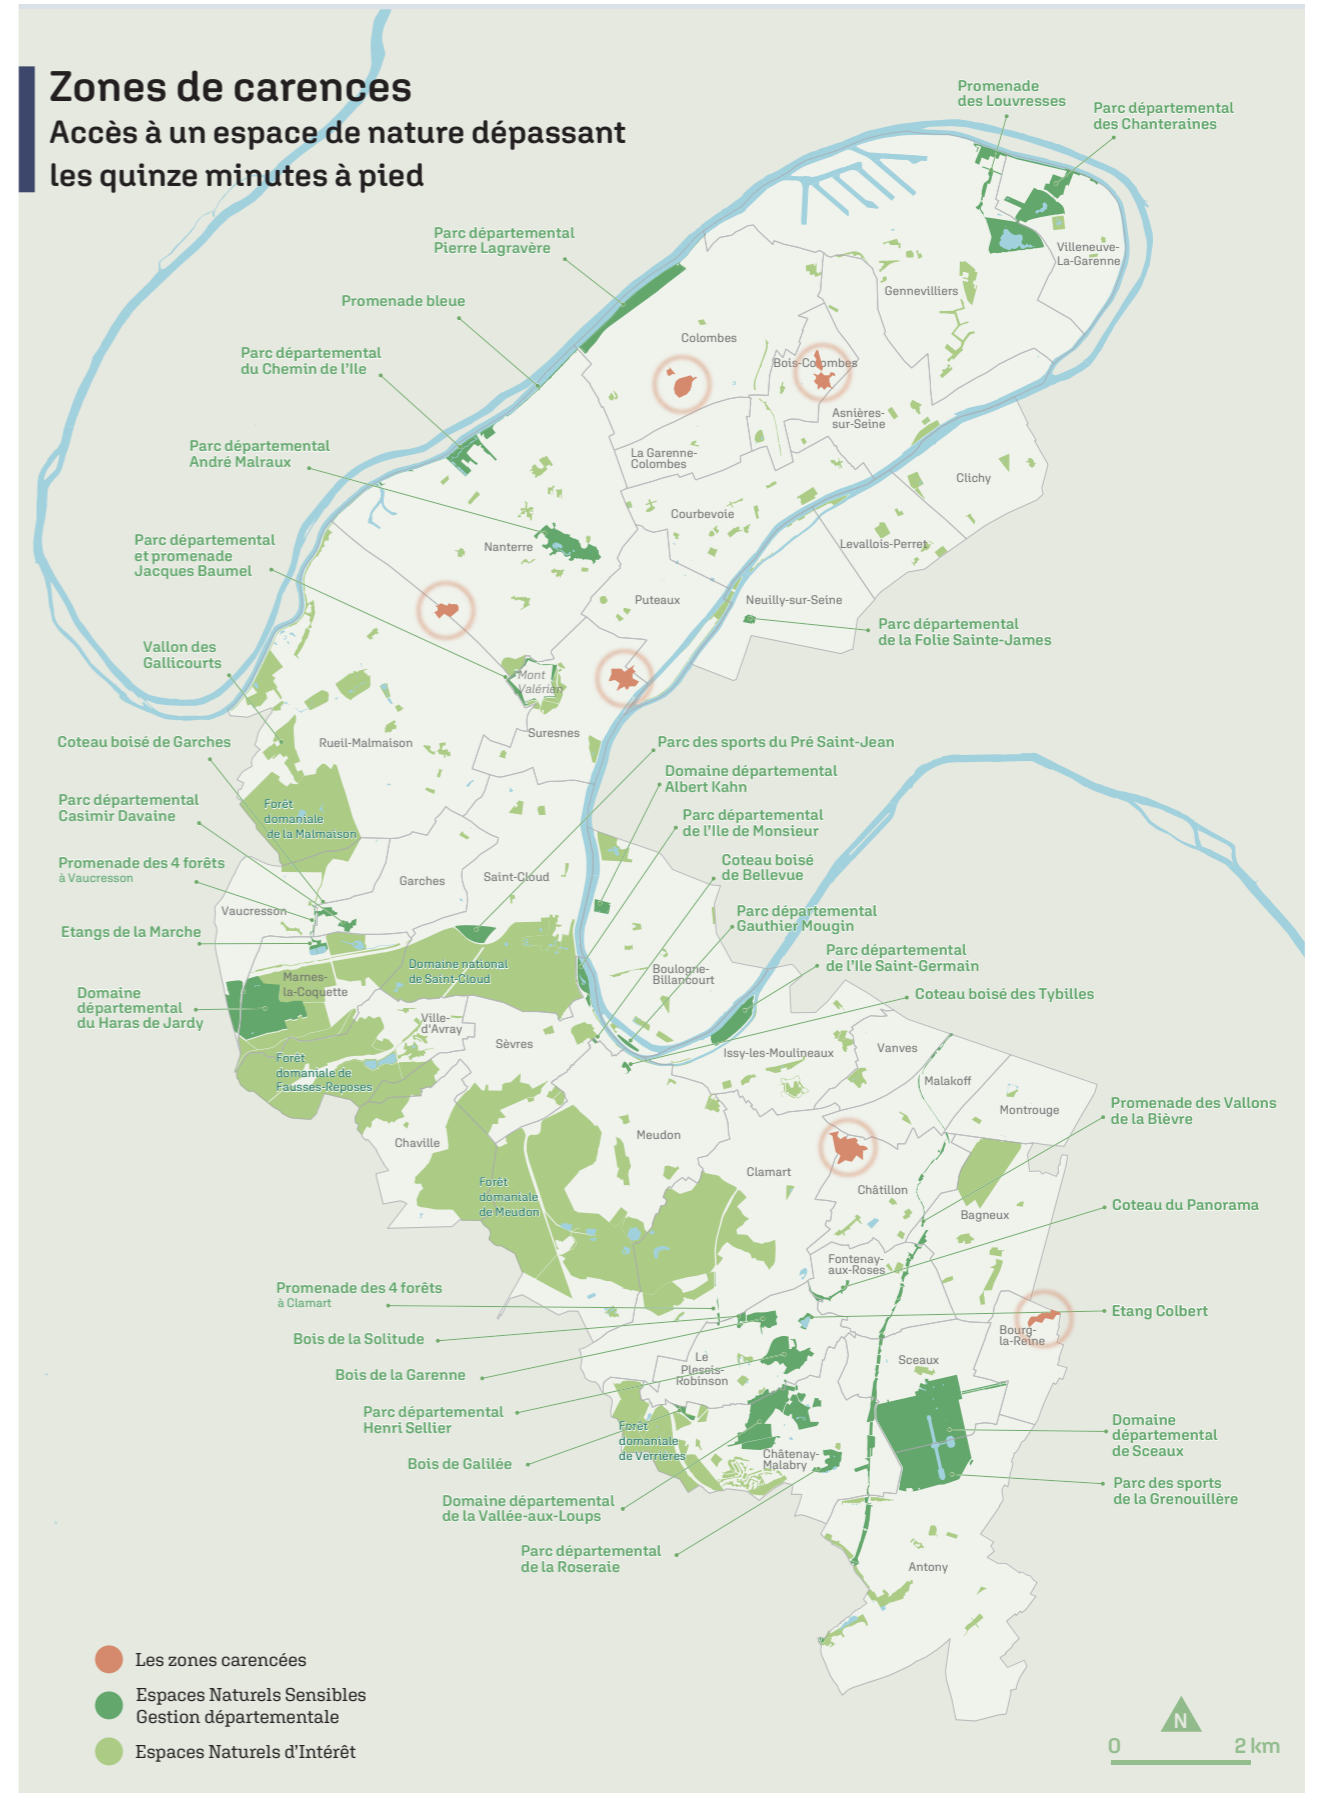 Zones de carences
Accès à un espace de nature dépassant
les quinze minutes à pied
Promenade
des Louvresses
Parc départemental
des Chanteraines
Parc départemental
Pierre Lagravère
Villeneuve-
La-Garenne
Gennevilliers
Promenade bleue
Colombes
Parc départemental
du Chemin de l'Ile
Bois-Colombes
Asnières-
sur-Seine
Parc départemental
André Malraux
La Garenne-
Colombes
Clichy
Courbevoie
Parc départemental
et promenade
Jacques Baumel
Nanterre
Levallois-Perret
Puteaux
Neuilly-sur-Seine
Parc départemental
de la Folie Sainte-James
Vallon des
Gallicourts
Mont
Valérien
Suresnes
Coteau boisé de Garches
Rueil-Malmaison
Parc des sports du Pré Saint-Jean
Domaine départemental
Albert Kahn
Parc départemental
Casimir Davaine
Forêt
domaniale
de la Malmaison
Parc départemental
de l'Ile de Monsieur
Promenade des 4 forêts
à Vaucresson
Coteau boisé
de Bellevue
Garches
Saint-Cloud
Vaucresson
Parc départemental
Gauthier Mougin
Etangs de la Marche
Parc départemental
de l'Ile Saint-Germain
Domaine national
de Saint-Cloud
Boulogne-
Billancourt
Marnes-
la-Coquette
Domaine
départemental
du Haras de Jardy
Coteau boisé des Tybilles
Ville-
d'Avray
Sèvres
Issy-les-Moulineaux
Vanves
Forêt
domaniale de
Fausses-Reposes
Malakoff
Montrouge
Promenade des Vallons
de la Bièvre
Chaville
Meudon
Clamart
Forêt
domaniale
de Meudon
Châtillon
Coteau du Panorama
Bagneux
Fontenay-
aux-Roses
Promenade des 4 forêts
à Clamart
Etang Colbert
Bois de la Solitude
Bourg-
la-Reine
Le
Plessis-
Robinson
Sceaux
Bois de la Garenne
Parc départemental
Henri Sellier
Domaine
départemental
de Sceaux
Forêt
domaniale
de Verrières
Bois de Galilée
Châtenay-
Malabry
Parc des sports
de la Grenouillère
Domaine départemental
de la Vallée-aux-Loups
Parc départemental
de la Roseraie
Antony
Les zones carencées
Espaces Naturels Sensibles
Gestion départementale
Espaces Naturels d'Intérêt
N
0 2 km